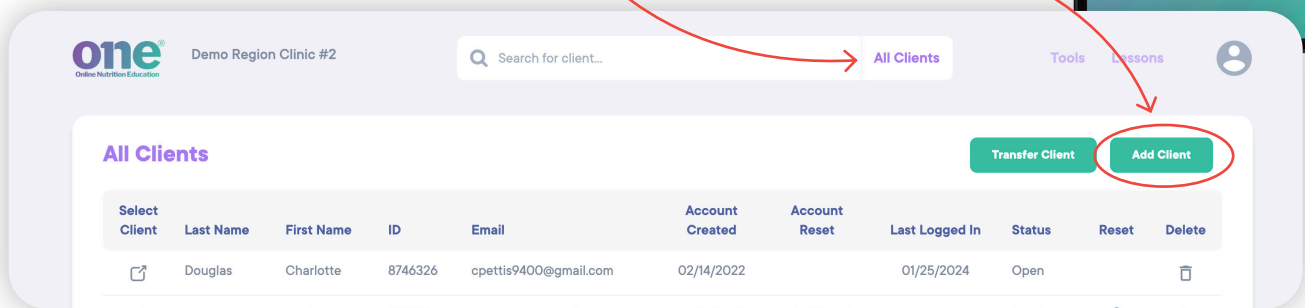 one®
Online Nutrition Education
Demo Region Clinic #2
Search for client...
All Clients
Tools
Lessons
All Clients
Transfer Client
Add Client
Select Client Last Name First Name ID Email Account Created Account Reset Last Logged In Status Reset Delete
Douglas Charlotte 8746326 cpettis9400@gmail.com 02/14/2022 01/25/2024 Open